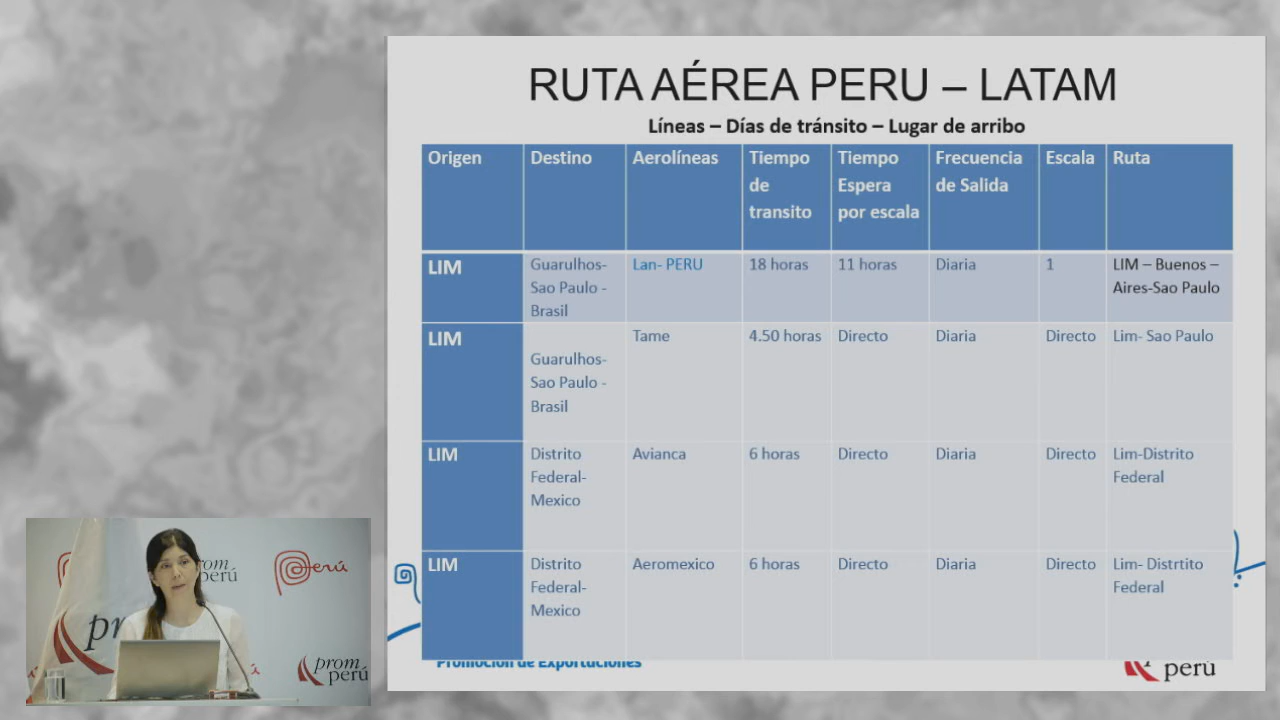 RUTA AÉREA PERU – LATAM
Líneas – Días de tránsito – Lugar de arribo
Origen
Destino
Aerolíneas
Tiempo
de
transito
Tiempo
Espera
por escala
Frecuencia
de Salida
Escala
Ruta
LIM
Guarulhos-
Sao Paulo -
Brasil
Lan- PERU
18 horas
11 horas
Diaria
1
LIM – Buenos –
Aires-Sao Paulo
LIM
Guarulhos-
Sao Paulo -
Brasil
Tame
4.50 horas
Directo
Diaria
Directo
Lim- Sao Paulo
LIM
Distrito
Federal-
Mexico
Avianca
6 horas
Directo
Diaria
Directo
Lim-Distrito
Federal
LIM
Distrito
Federal-
Mexico
Aeromexico
6 horas
Directo
Diaria
Directo
Lim- Distrtito
Federal
Promoción de Exportaciones
perú
perú
Perú
prom
perú